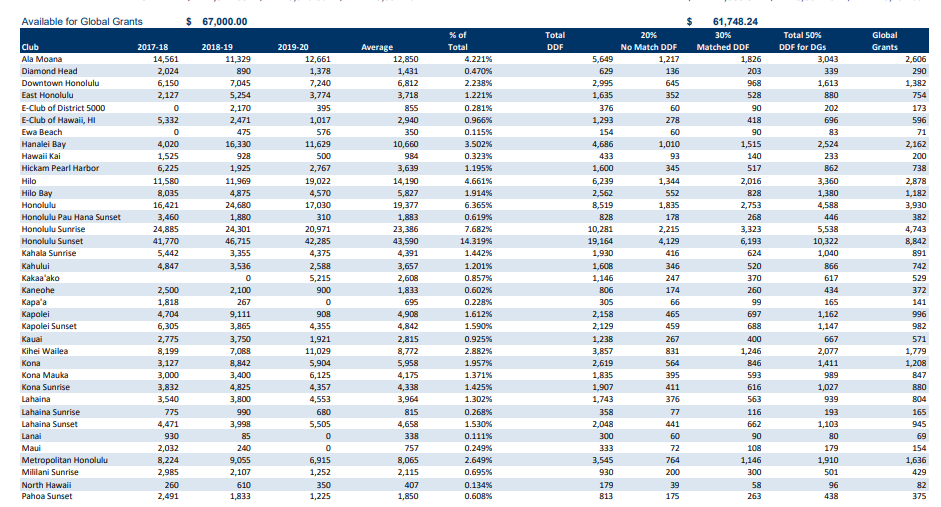 Available for Global Grants $ 67,000.00 $ 61,748.24
% of Total 20% 30% Total 50% Global
Club 2017-18 2018-19 2019-20 Average Total DDF No Match DDF Matched DDF DDF for DGs Grants
Ala Moana 14,561 11,329 12,661 12,850 4.221% 5,649 1,217 1,826 3,043 2,606
Diamond Head 2,024 890 1,378 1,431 0.470% 629 136 203 339 290
Downtown Honolulu 6,150 7,045 7,240 6,812 2.238% 2,995 645 968 1,613 1,382
East Honolulu 2,127 5,254 3,774 3,718 1.221% 1,635 352 528 880 754
E-Club of District 5000 0 2,170 395 855 0.281% 376 60 90 202 173
E-Club of Hawaii, HI 5,332 2,471 1,017 2,940 0.966% 1,293 278 418 696 596
Ewa Beach 0 475 576 350 0.115% 154 60 90 83 71
Hanalei Bay 4,020 16,330 11,629 10,660 3.502% 4,686 1,010 1,515 2,524 2,162
Hawaii Kai 1,525 928 500 984 0.323% 433 93 140 233 200
Hickam Pearl Harbor 6,225 1,925 2,767 3,639 1.195% 1,600 345 517 862 738
Hilo 11,580 11,969 19,022 14,190 4.661% 6,239 1,344 2,016 3,360 2,878
Hilo Bay 8,035 4,875 4,570 5,827 1.914% 2,562 552 828 1,380 1,182
Honolulu 16,421 24,680 17,030 19,377 6.365% 8,519 1,835 2,753 4,588 3,930
Honolulu Pau Hana Sunset 3,460 1,880 310 1,883 0.619% 828 178 268 446 382
Honolulu Sunrise 24,885 24,301 20,971 23,386 7.682% 10,281 2,215 3,323 5,538 4,743
Honolulu Sunset 41,770 46,715 42,285 43,590 14.319% 19,164 4,129 6,193 10,322 8,842
Kahala Sunrise 5,442 3,355 4,375 4,391 1.442% 1,930 416 624 1,040 891
Kahului 4,847 3,536 2,588 3,657 1.201% 1,608 346 520 866 742
Kakaa'ako 0 5,215 2,608 0.857% 1,146 247 370 617 529
Kaneohe 2,500 2,100 900 1,833 0.602% 806 174 260 434 372
Kapa'a 1,818 267 0 695 0.228% 305 66 99 165 141
Kapolei 4,704 9,111 908 4,908 1.612% 2,158 465 697 1,162 996
Kapolei Sunset 6,305 3,865 4,355 4,842 1.590% 2,129 459 688 1,147 982
Kauai 2,775 3,750 1,921 2,815 0.925% 1,238 267 400 667 571
Kihei Wailea 8,199 7,088 11,029 8,772 2.882% 3,857 831 1,246 2,077 1,779
Kona 3,127 8,842 5,904 5,958 1.957% 2,619 564 846 1,411 1,208
Kona Mauka 3,000 3,400 6,125 4,175 1.371% 1,835 395 593 989 847
Kona Sunrise 3,832 4,825 4,357 4,338 1.425% 1,907 411 616 1,027 880
Lahaina 3,540 3,800 4,553 3,964 1.302% 1,743 376 563 939 804
Lahaina Sunrise 775 990 680 815 0.268% 358 77 116 193 165
Lahaina Sunset 4,471 3,998 5,505 4,658 1.530% 2,048 441 662 1,103 945
Lanai 930 85 0 338 0.111% 300 60 90 80 69
Maui 2,032 240 0 757 0.249% 333 72 108 179 154
Metropolitan Honolulu 8,224 9,055 6,915 8,065 2.649% 3,545 764 1,146 1,910 1,636
Mililani Sunrise 2,985 2,107 1,252 2,115 0.695% 930 200 300 501 429
North Hawaii 260 610 350 407 0.134% 179 39 58 96 82
Pahoa Sunset 2,491 1,833 1,225 1,850 0.608% 813 175 263 438 375